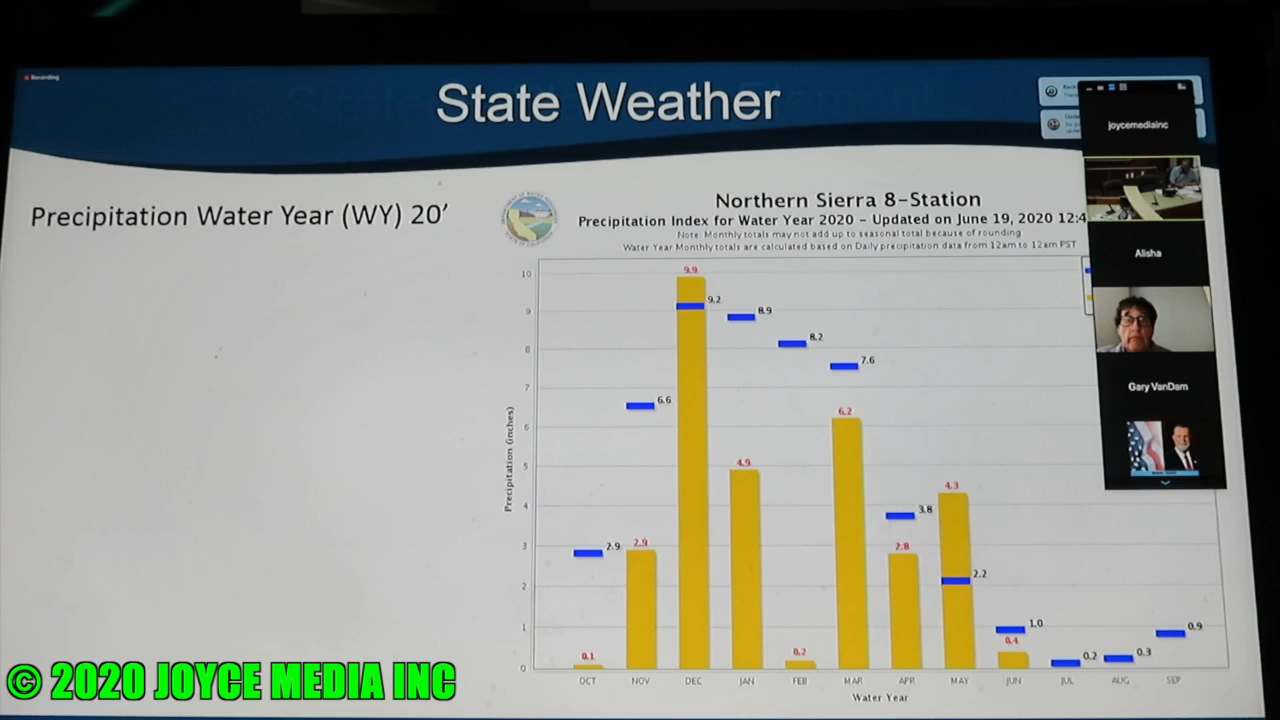 Recording
State Weather
joycemediainc
Precipitation Water Year (WY) 20’
Northern Sierra 8-Station
Precipitation Index for Water Year 2020 - Updated on June 19, 2020 12:4
Note: Monthly totals may not add up to seasonal total because of rounding
Water Year Monthly totals are calculated based on Daily precipitation data from 12am to 12am PST
Alisha
Gary VanDam
Precipitation (inches)
10
9
8
7
6
5
4
3
2
1
0
2.9
0.1
6.6
2.9
9.9
9.2
8.9
4.9
8.2
0.2
7.6
6.2
3.8
2.8
4.3
2.2
1.0
0.4
0.2
0.3
0.9
OCT NOV DEC JAN FEB MAR APR MAY JUN JUL AUG SEP
Water Year
© 2020 JOYCE MEDIA INC